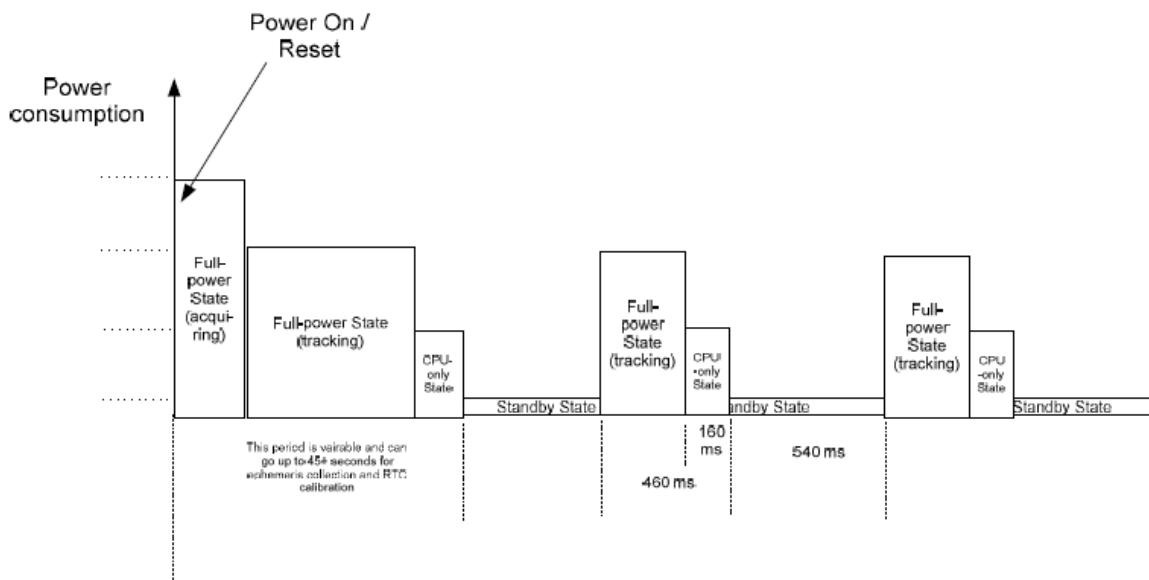 Power On /
Reset
Power
consumption
Full-
power
State
(acqui-
ring)
Full-power State
(tracking)
CPU-
only
State
Standby State
Full-
power
State
(tracking)
CPU
-only
State
ndby State
Full-
power
State
(tracking)
CPU
-only
State
Standby State
This period is vairable and can
go up to 45+ seconds for
ephemeris collection and RTC
calibration
160
ms
540 ms
460 ms